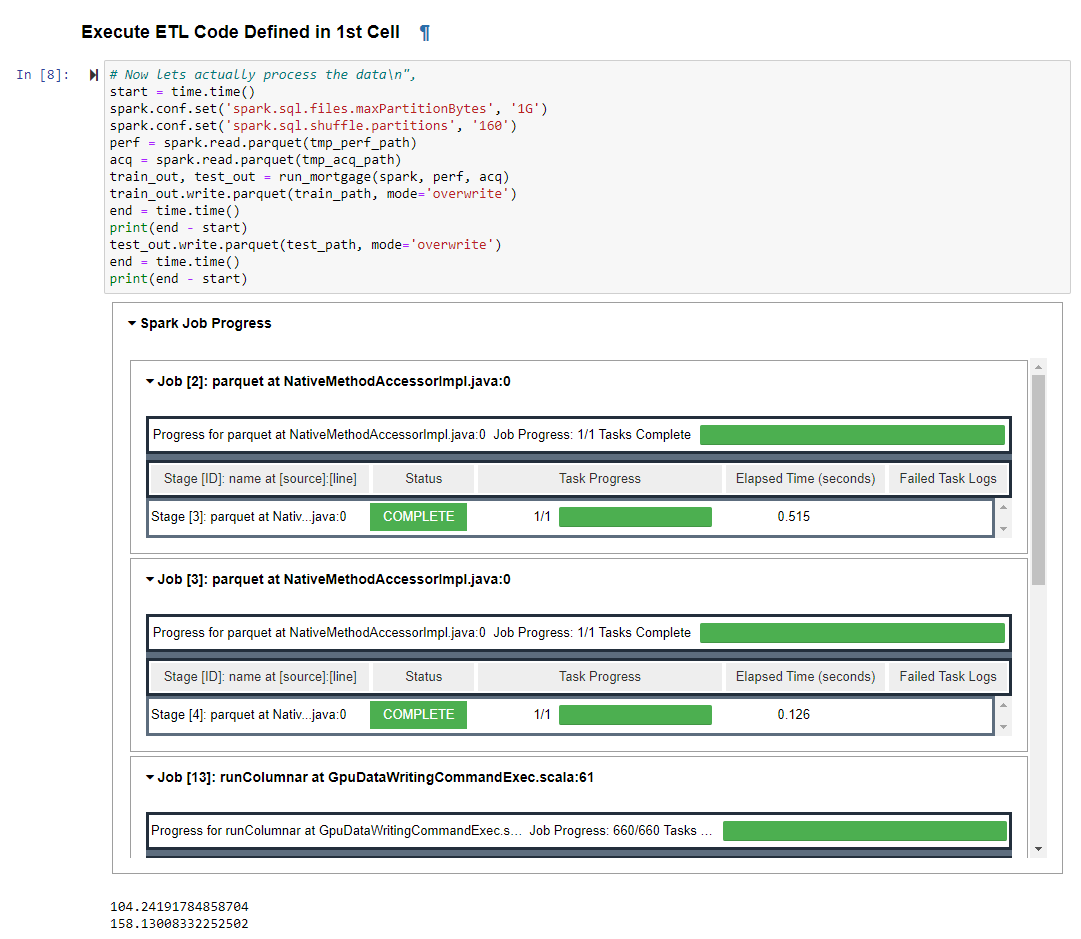 Execute ETL Code Defined in 1st Cell ¶
In [8]:
# Now lets actually process the data\n",
start = time.time()
spark.conf.set('spark.sql.files.maxPartitionBytes', '1G')
spark.conf.set('spark.sql.shuffle.partitions', '160')
perf = spark.read.parquet(tmp_perf_path)
acq = spark.read.parquet(tmp_acq_path)
train_out, test_out = run_mortgage(spark, perf, acq)
train_out.write.parquet(train_path, mode='overwrite')
end = time.time()
print(end - start)
test_out.write.parquet(test_path, mode='overwrite')
end = time.time()
print(end - start)
Spark Job Progress
Job [2]: parquet at NativeMethodAccessorImpl.java:0
Progress for parquet at NativeMethodAccessorImpl.java:0 Job Progress: 1/1 Tasks Complete
Stage [ID]: name at [source]:[line] Status Task Progress Elapsed Time (seconds) Failed Task Logs
Stage [3]: parquet at Nativ...java:0 COMPLETE 1/1 0.515
Job [3]: parquet at NativeMethodAccessorImpl.java:0
Progress for parquet at NativeMethodAccessorImpl.java:0 Job Progress: 1/1 Tasks Complete
Stage [ID]: name at [source]:[line] Status Task Progress Elapsed Time (seconds) Failed Task Logs
Stage [4]: parquet at Nativ...java:0 COMPLETE 1/1 0.126
Job [13]: runColumnar at GpuDataWritingCommandExec.scala:61
Progress for runColumnar at GpuDataWritingCommandExec.s... Job Progress: 660/660 Tasks ...
104.24191784858704
158.13008332252502